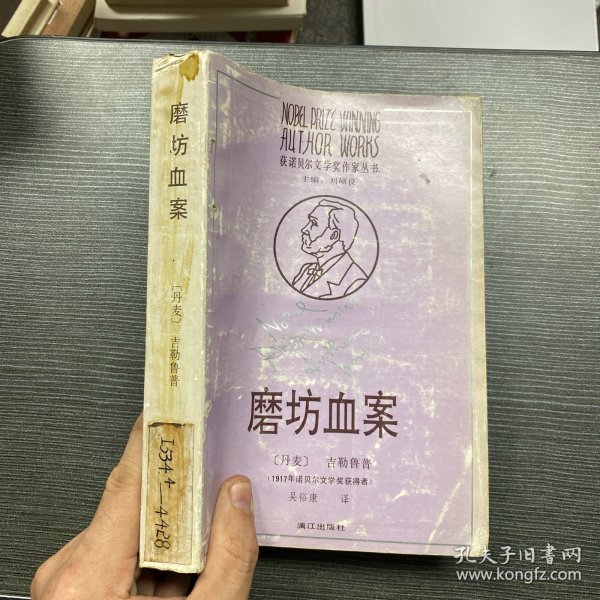 磨坊血案
〔丹麦〕 吉勒鲁普
I534.4
4428
NOBEL PRIZE WINNING
AUTHOR WORKS
获诺贝尔文学奖作家丛书
主编：刘硕良
Nobel
磨坊血案
〔丹麦〕 吉勒鲁普
（1917年诺贝尔文学奖获得者）
吴裕康 译
漓江出版社
孔夫子旧书网
www.kongfz.com